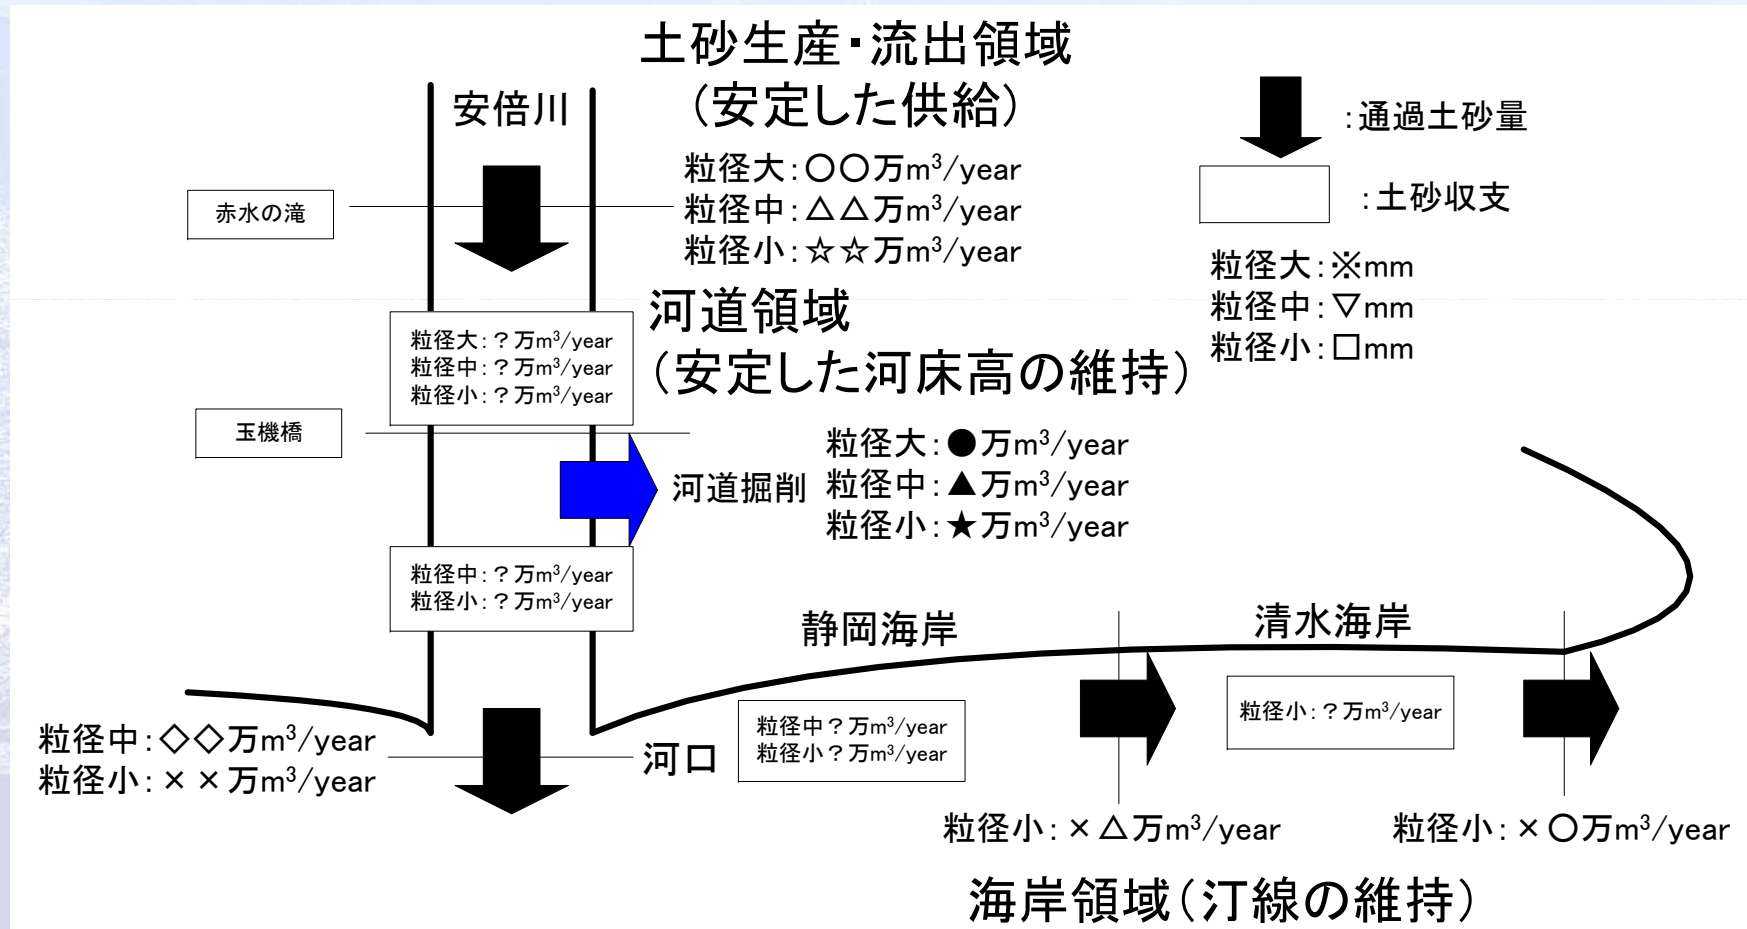 土砂生産・流出領域
（安定した供給）
安倍川
：通過土砂量
粒径大：〇〇万m³/year
粒径中：△△万m³/year
粒径小：☆☆万m³/year
赤水の滝
：土砂収支
粒径大：※mm
粒径中：▽mm
粒径小：□mm
河道領域
（安定した河床高の維持）
粒径大：？万m³/year
粒径中：？万m³/year
粒径小：？万m³/year
玉機橋
河道掘削
粒径大：●万m³/year
粒径中：▲万m³/year
粒径小：★万m³/year
粒径中：？万m³/year
粒径小：？万m³/year
静岡海岸
清水海岸
粒径中：◇◇万m³/year
粒径小：××万m³/year
河口
粒径中？万m³/year
粒径小？万m³/year
粒径小：？万m³/year
粒径小：×△万m³/year
粒径小：×〇万m³/year
海岸領域（汀線の維持）